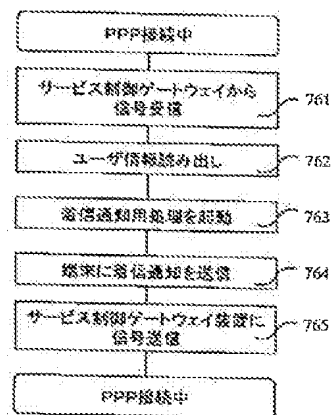 PPP接続中
サービス制御ゲートウェイから
信号受信
761
ユーザ情報読み出し
762
着信通知用処理を起動
763
端末に着信通知を送信
764
サービス制御ゲートウェイ装置に
信号送信
765
PPP接続中